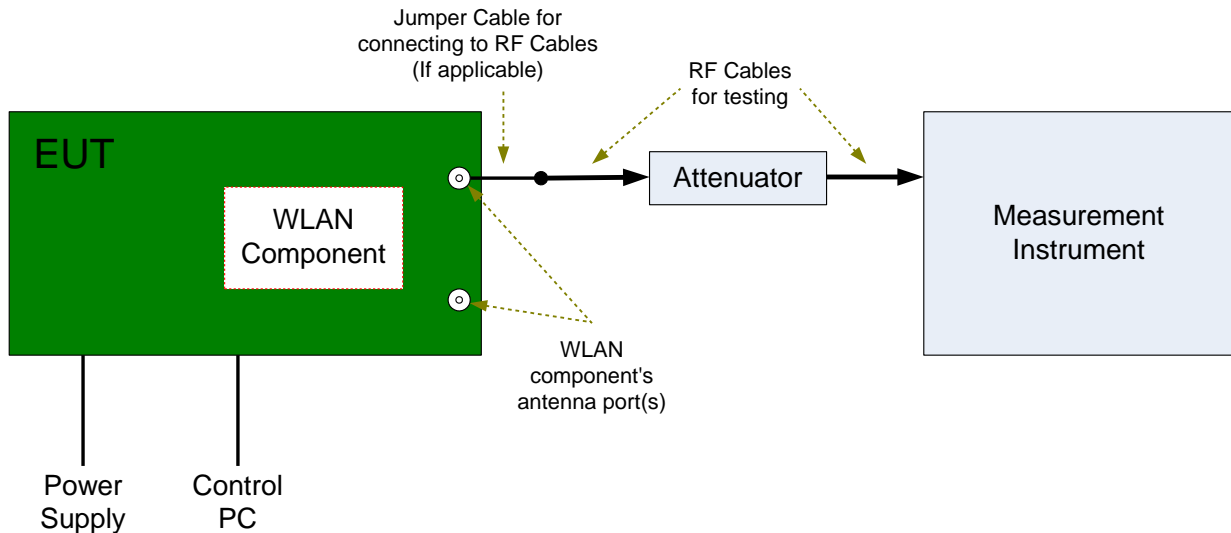 Jumper Cable for
connecting to RF Cables
(If applicable)
RF Cables
for testing
EUT
WLAN
Component
Attenuator
Measurement
Instrument
WLAN
component's
antenna port(s)
Power
Supply
Control
PC